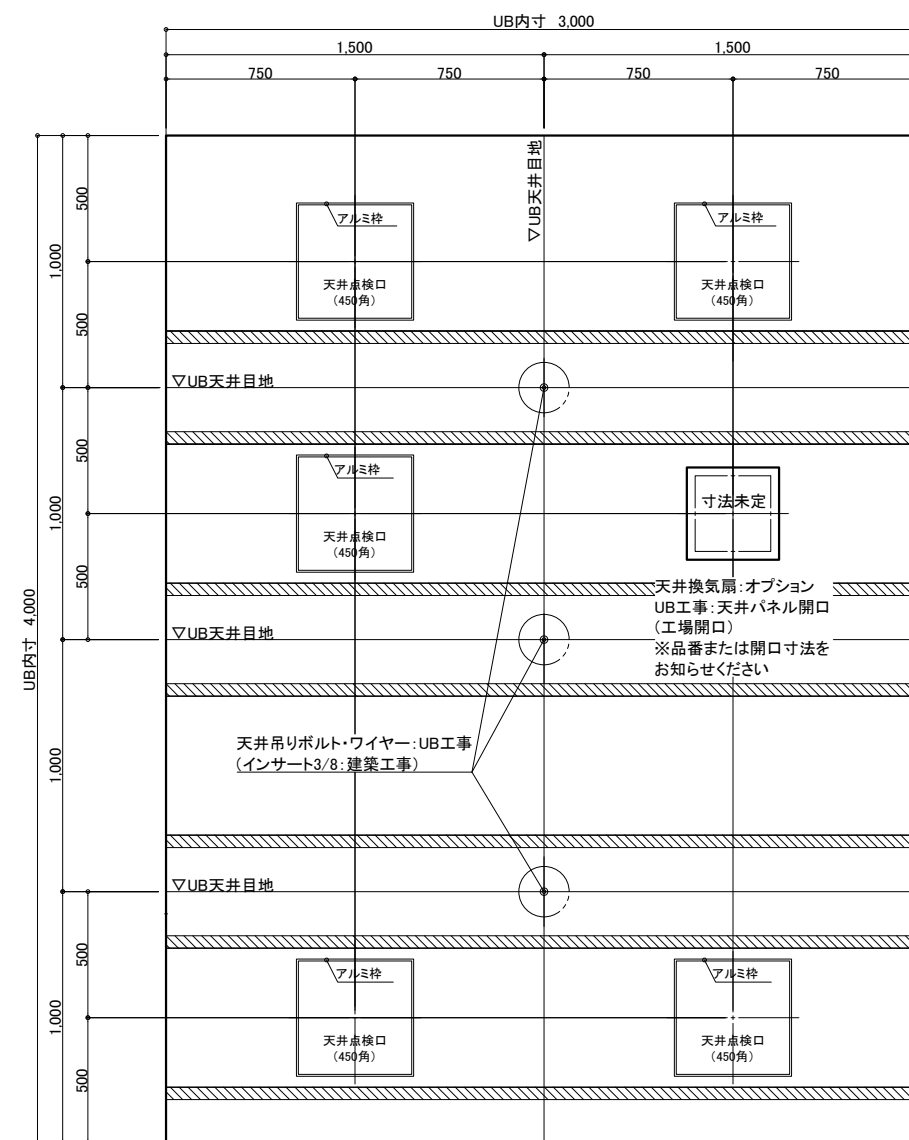 UB内寸 3,000
1,500
1,500
750
750
750
750
▽UB天井目地
500
1,000
500
アルミ枠
天井点検口
(450角)
アルミ枠
天井点検口
(450角)
▽UB天井目地
500
1,000
500
アルミ枠
天井点検口
(450角)
寸法未定
天井換気扇:オプション
UB工事:天井パネル開口
(工場開口)
※品番または開口寸法を
お知らせください
UB内寸 4,000
▽UB天井目地
天井吊りボルト・ワイヤー:UB工事
(インサート3/8:建築工事)
1,000
▽UB天井目地
500
1,000
500
アルミ枠
天井点検口
(450角)
アルミ枠
天井点検口
(450角)